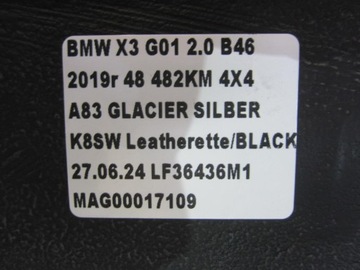 BMW X3 G01 2.0 B46
2019r 48 482KM 4X4
A83 GLACIER SILBER
K8SW Leatherette/BLACK
27.06.24 LF36436M1
MAG00017109